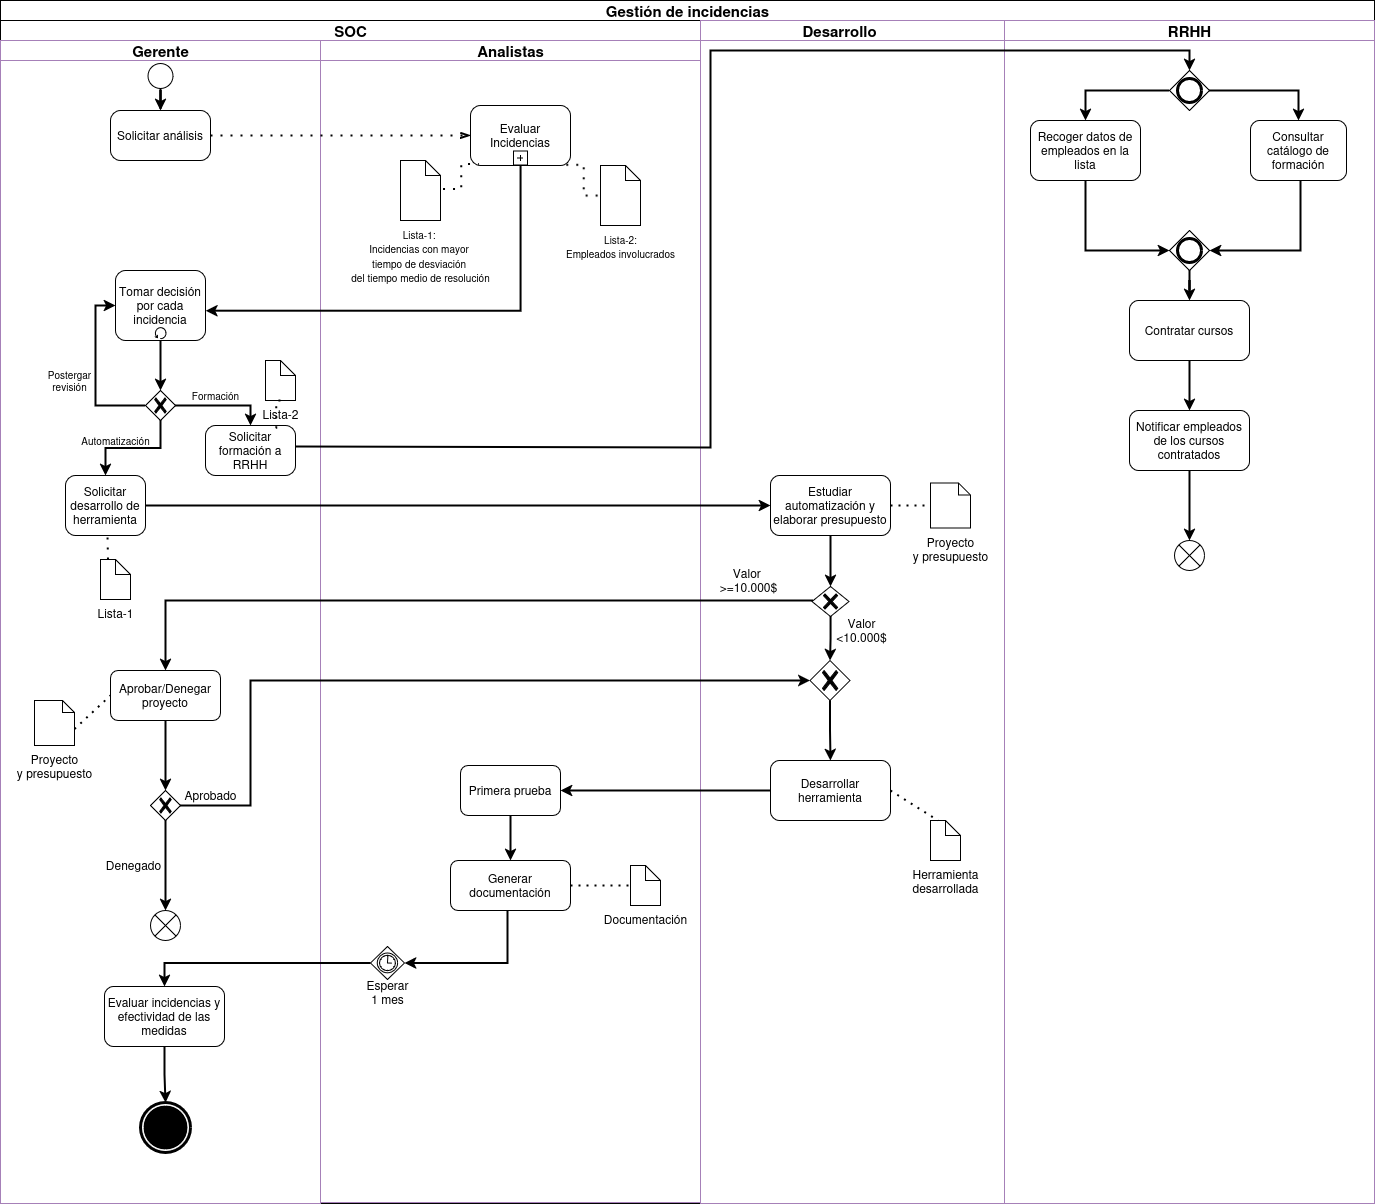 Gestión de incidencias
SOC
Desarrollo
RRHH
Gerente
Analistas
Solicitar análisis
Evaluar
Incidencias
Lista-1:
Incidencias con mayor
tiempo de desviación
del tiempo medio de resolución
Lista-2:
Empleados involucrados
Recoger datos de
empleados en la
lista
Consultar
catálogo de
formación
Tomar decisión
por cada
incidencia
Contratar cursos
Postergar
revisión
Formación
Lista-2
Automatización
Solicitar
formación a
RRHH
Notificar empleados
de los cursos
contratados
Solicitar
desarrollo de
herramienta
Estudiar
automatización y
elaborar presupuesto
Proyecto
y presupuesto
Lista-1
Valor
>=10.000$
Valor
<10.000$
Aprobar/Denegar
proyecto
Proyecto
y presupuesto
Aprobado
Primera prueba
Desarrollar
herramienta
Denegado
Generar
documentación
Documentación
Herramienta
desarrollada
Esperar
1 mes
Evaluar incidencias y
efectividad de las
medidas